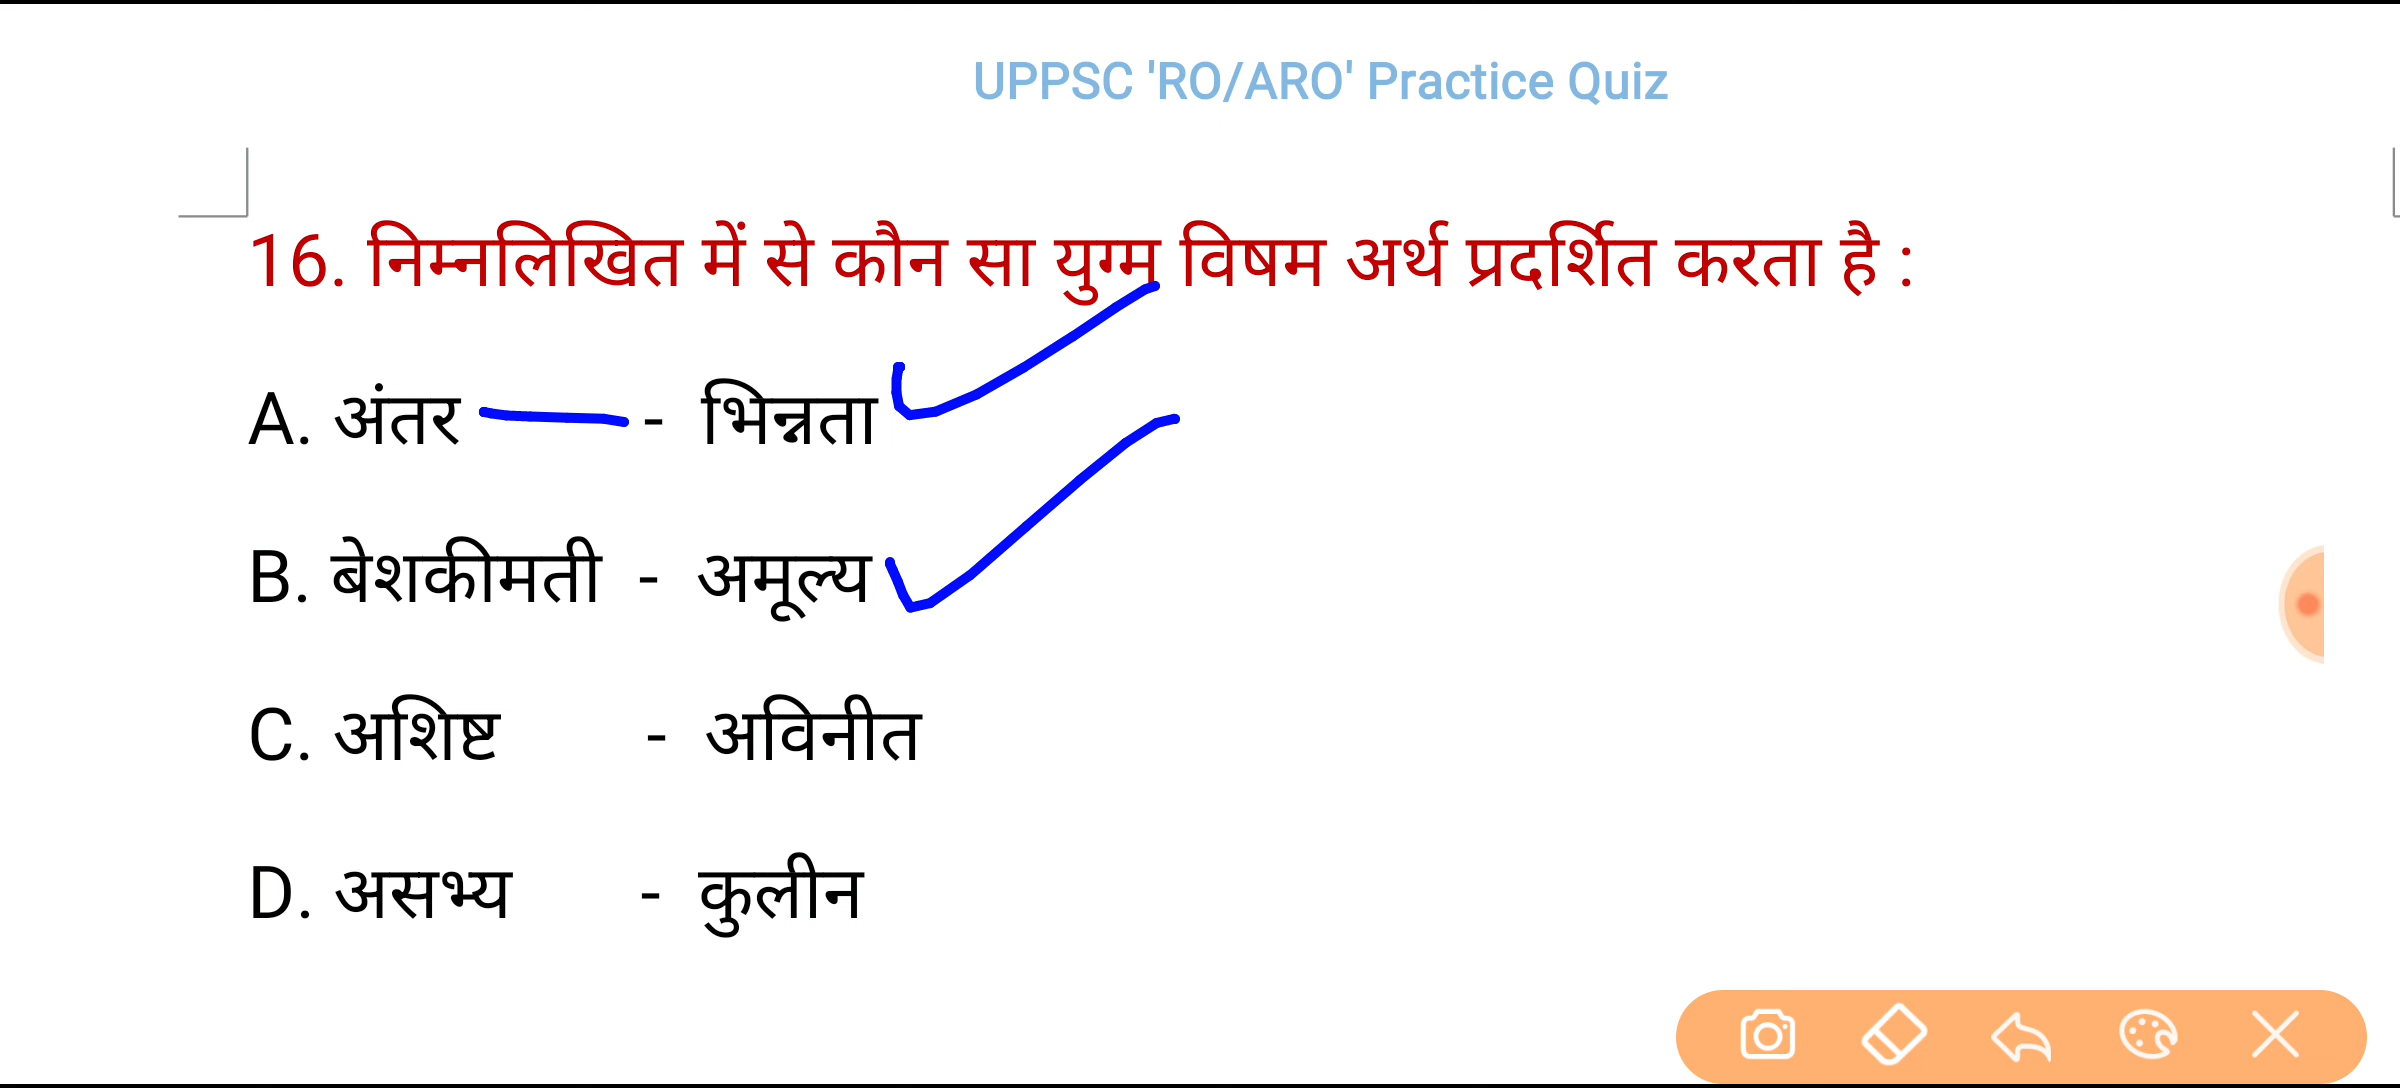 UPPSC 'RO/ARO' Practice Quiz
16. निम्नलिखित में से कौन सा युग्म विषम अर्थ प्रदर्शित करता है :
A. अंतर - भिन्नता
B. बेशकीमती - अमूल्य
C. अशिष्ट - अविनीत
D. असभ्य - कुलीन